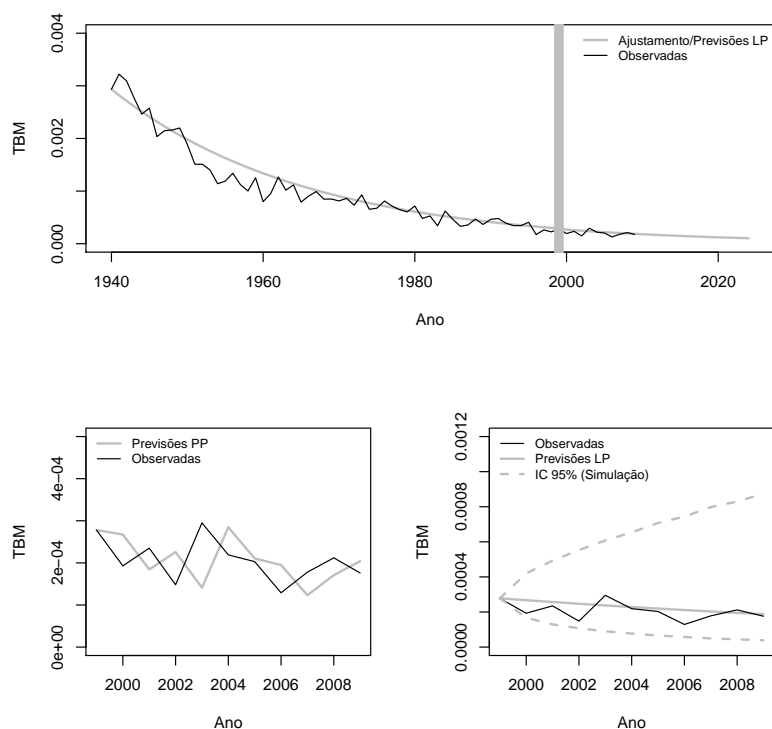 TBM
0.004
0.002
0.000
Ajustamento/Previsões LP
Observadas
1940
1960
1980
2000
2020
Ano
TBM
4e-04
2e-04
0e+00
Previsões PP
Observadas
2000
2002
2004
2006
2008
Ano
TBM
0.0012
0.0008
0.0004
0.0000
Observadas
Previsões LP
IC 95% (Simulação)
2000
2002
2004
2006
2008
Ano